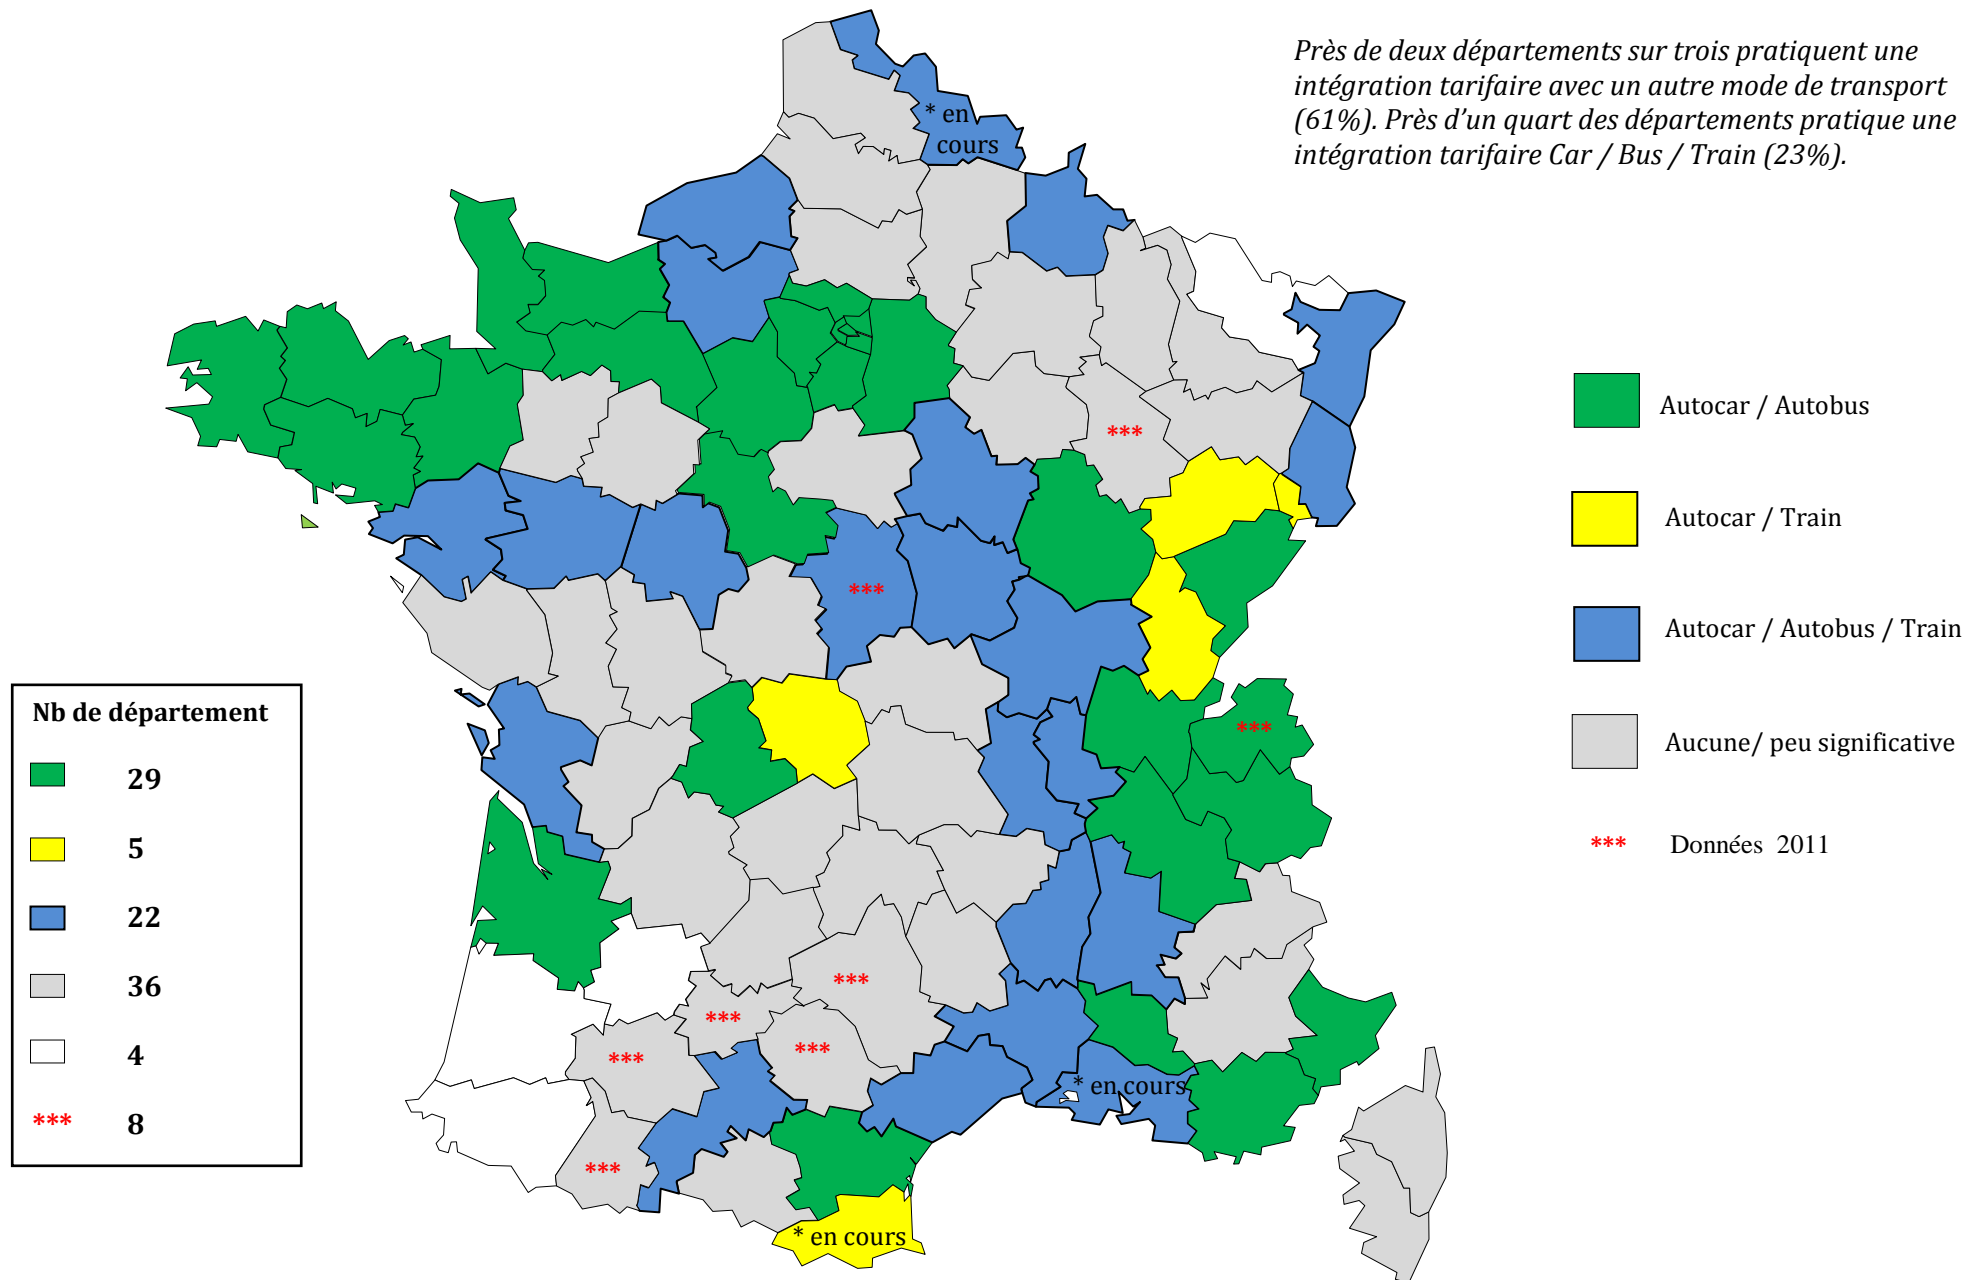 Près de deux départements sur trois pratiquent une
intégration tarifaire avec un autre mode de transport
(61%). Près d’un quart des départements pratique une
intégration tarifaire Car / Bus / Train (23%).
* en
cours
***
***
***
***
***
***
***
***
* en cours
* en cours
Autocar / Autobus
Autocar / Train
Autocar / Autobus / Train
Aucune/ peu significative
*** Données 2011
Nb de département
29
5
22
36
4
*** 8